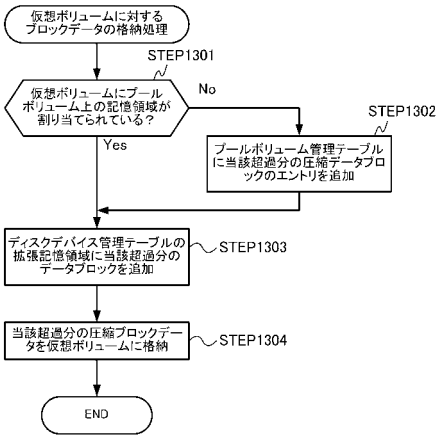 仮想ボリュームに対する
ブロックデータの格納処理
STEP1301
仮想ボリュームにプール
ボリューム上の記憶領域が
割り当てられている？
No
Yes
STEP1302
プールボリューム管理テーブル
に当該超過分の圧縮データブロ
ックのエントリを追加
ディスクデバイス管理テーブルの
拡張記憶領域に当該超過分の
データブロックを追加
STEP1303
当該超過分の圧縮ブロックデー
タを仮想ボリュームに格納
STEP1304
END